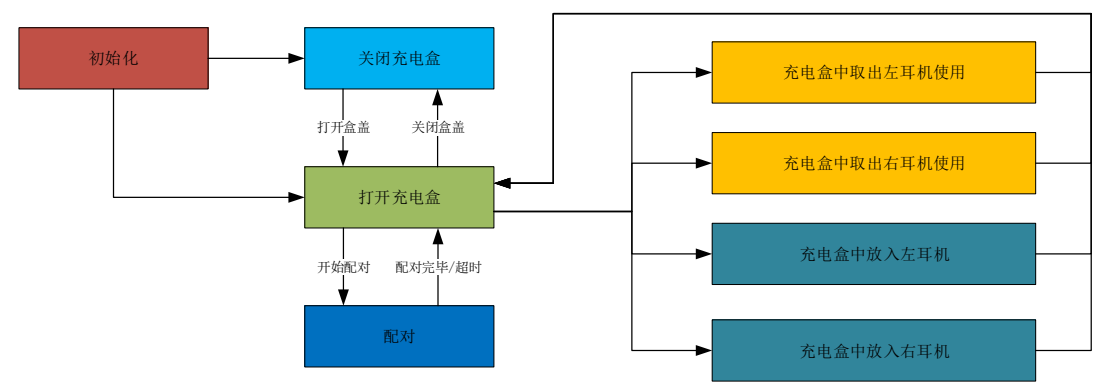 初始化
关闭充电盒
充电盒中取出左耳机使用
打开盒盖
关闭盒盖
充电盒中取出右耳机使用
打开充电盒
充电盒中放入左耳机
开始配对
配对完毕/超时
配对
充电盒中放入右耳机